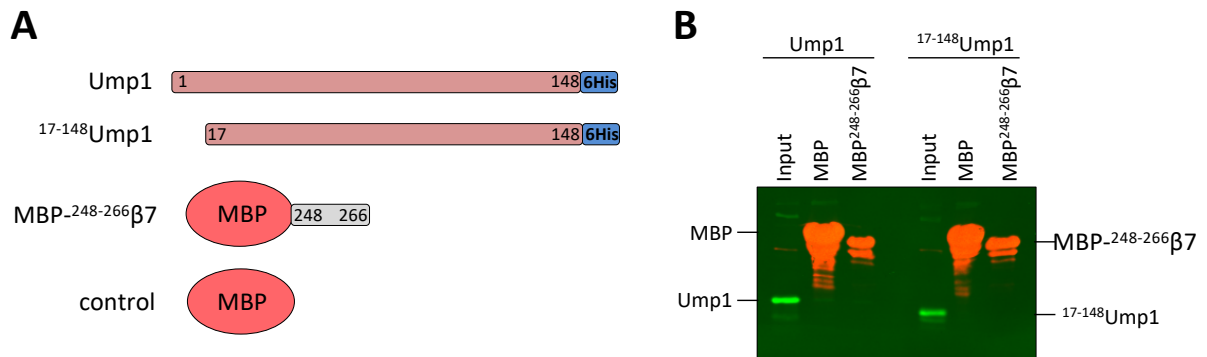 A
Ump1
1 148 6His
17-148Ump1
17 148 6His
MBP-248-266β7
MBP 248 266
control
MBP
B
Ump1 17-148Ump1
Input MBP MBP248-266β7 Input MBP MBP248-266β7
MBP
MBP-248-266β7
Ump1
17-148Ump1